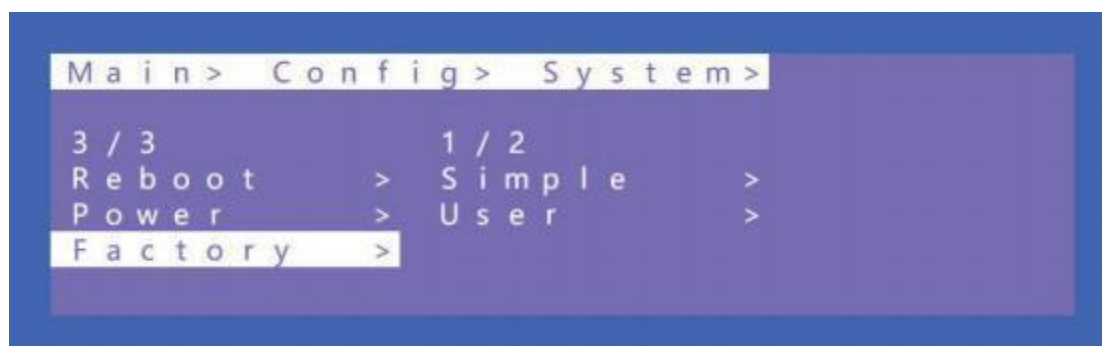 Main> Config> System>
3/3 1/2
Reboot > Simple >
Power > User >
Factory >